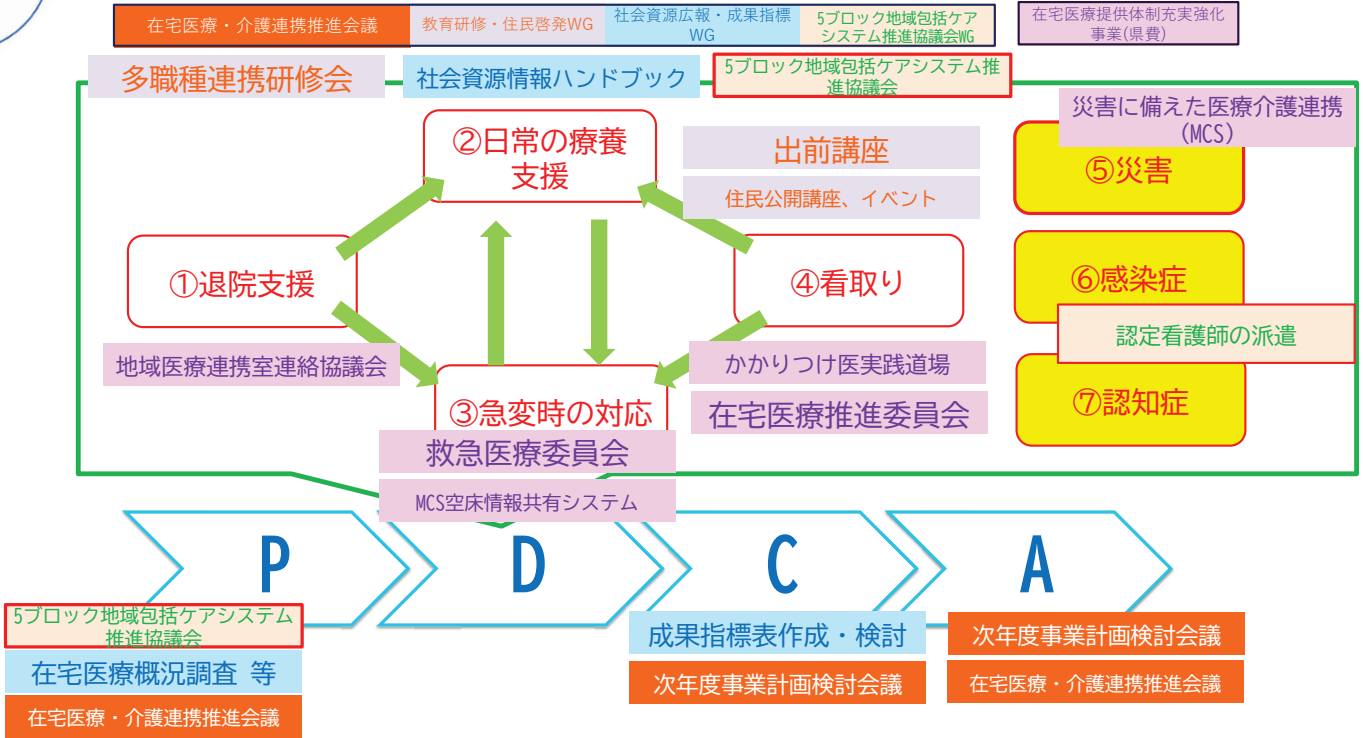 在宅医療・介護連携推進会議
教育研修・住民啓発WG
社会資源広報・成果指標
WG
5ブロック地域包括ケア
システム推進協議会WG
在宅医療提供体制充実強化
事業(県費)
多職種連携研修会
社会資源情報ハンドブック
5ブロック地域包括ケアシステム推
進協議会
災害に備えた医療介護連携
(MCS)
②日常の療養
支援
出前講座
住民公開講座、イベント
⑤災害
①退院支援
④看取り
⑥感染症
認定看護師の派遣
地域医療連携室連絡協議会
かかりつけ医実践道場
③急変時の対応
在宅医療推進委員会
⑦認知症
救急医療委員会
MCS空床情報共有システム
P
D
C
A
5ブロック地域包括ケアシステム
推進協議会
在宅医療概況調査 等
在宅医療・介護連携推進会議
成果指標表作成・検討
次年度事業計画検討会議
次年度事業計画検討会議
在宅医療・介護連携推進会議